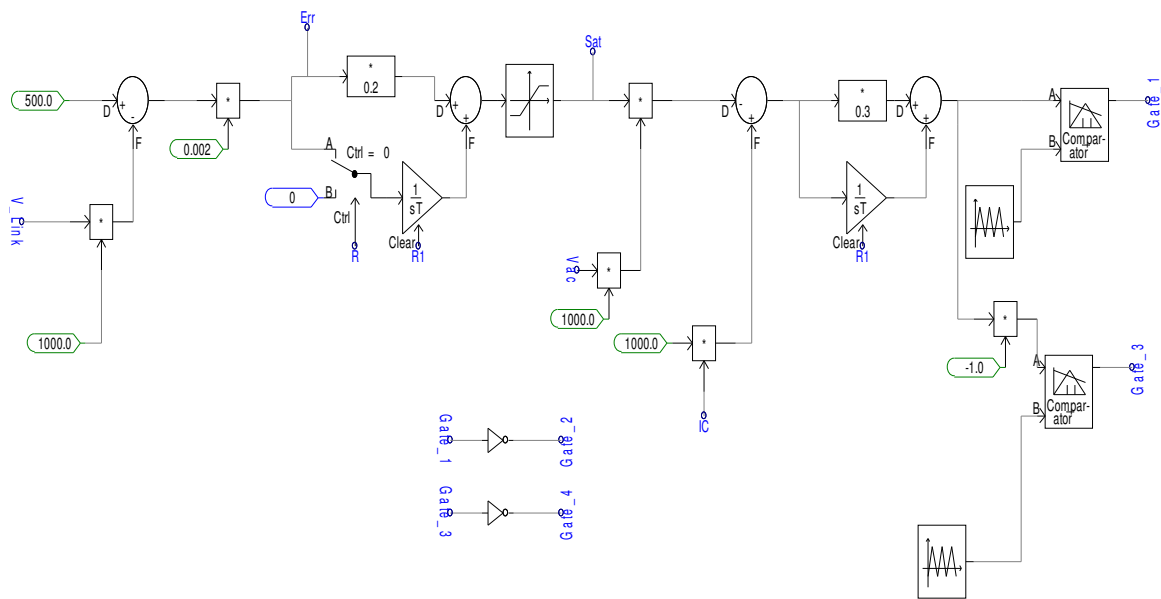 Err
Sat
500.0
D
+
-
F
*
0.002
*
0.2
D
+
+
F
*
D
-
+
F
*
0.3
D
+
+
F
A
B
Compar-
ator
Gate_1
A
Ctrl = 0
B
0
Ctrl
R
1
sT
Clear
R1
V_Link
*
1000.0
Vac
*
1000.0
1000.0
*
IC
1
sT
Clear
R1
*
-1.0
A
B
Compar-
ator
Gate_3
Gate_1
Gate_2
Gate_3
Gate_4